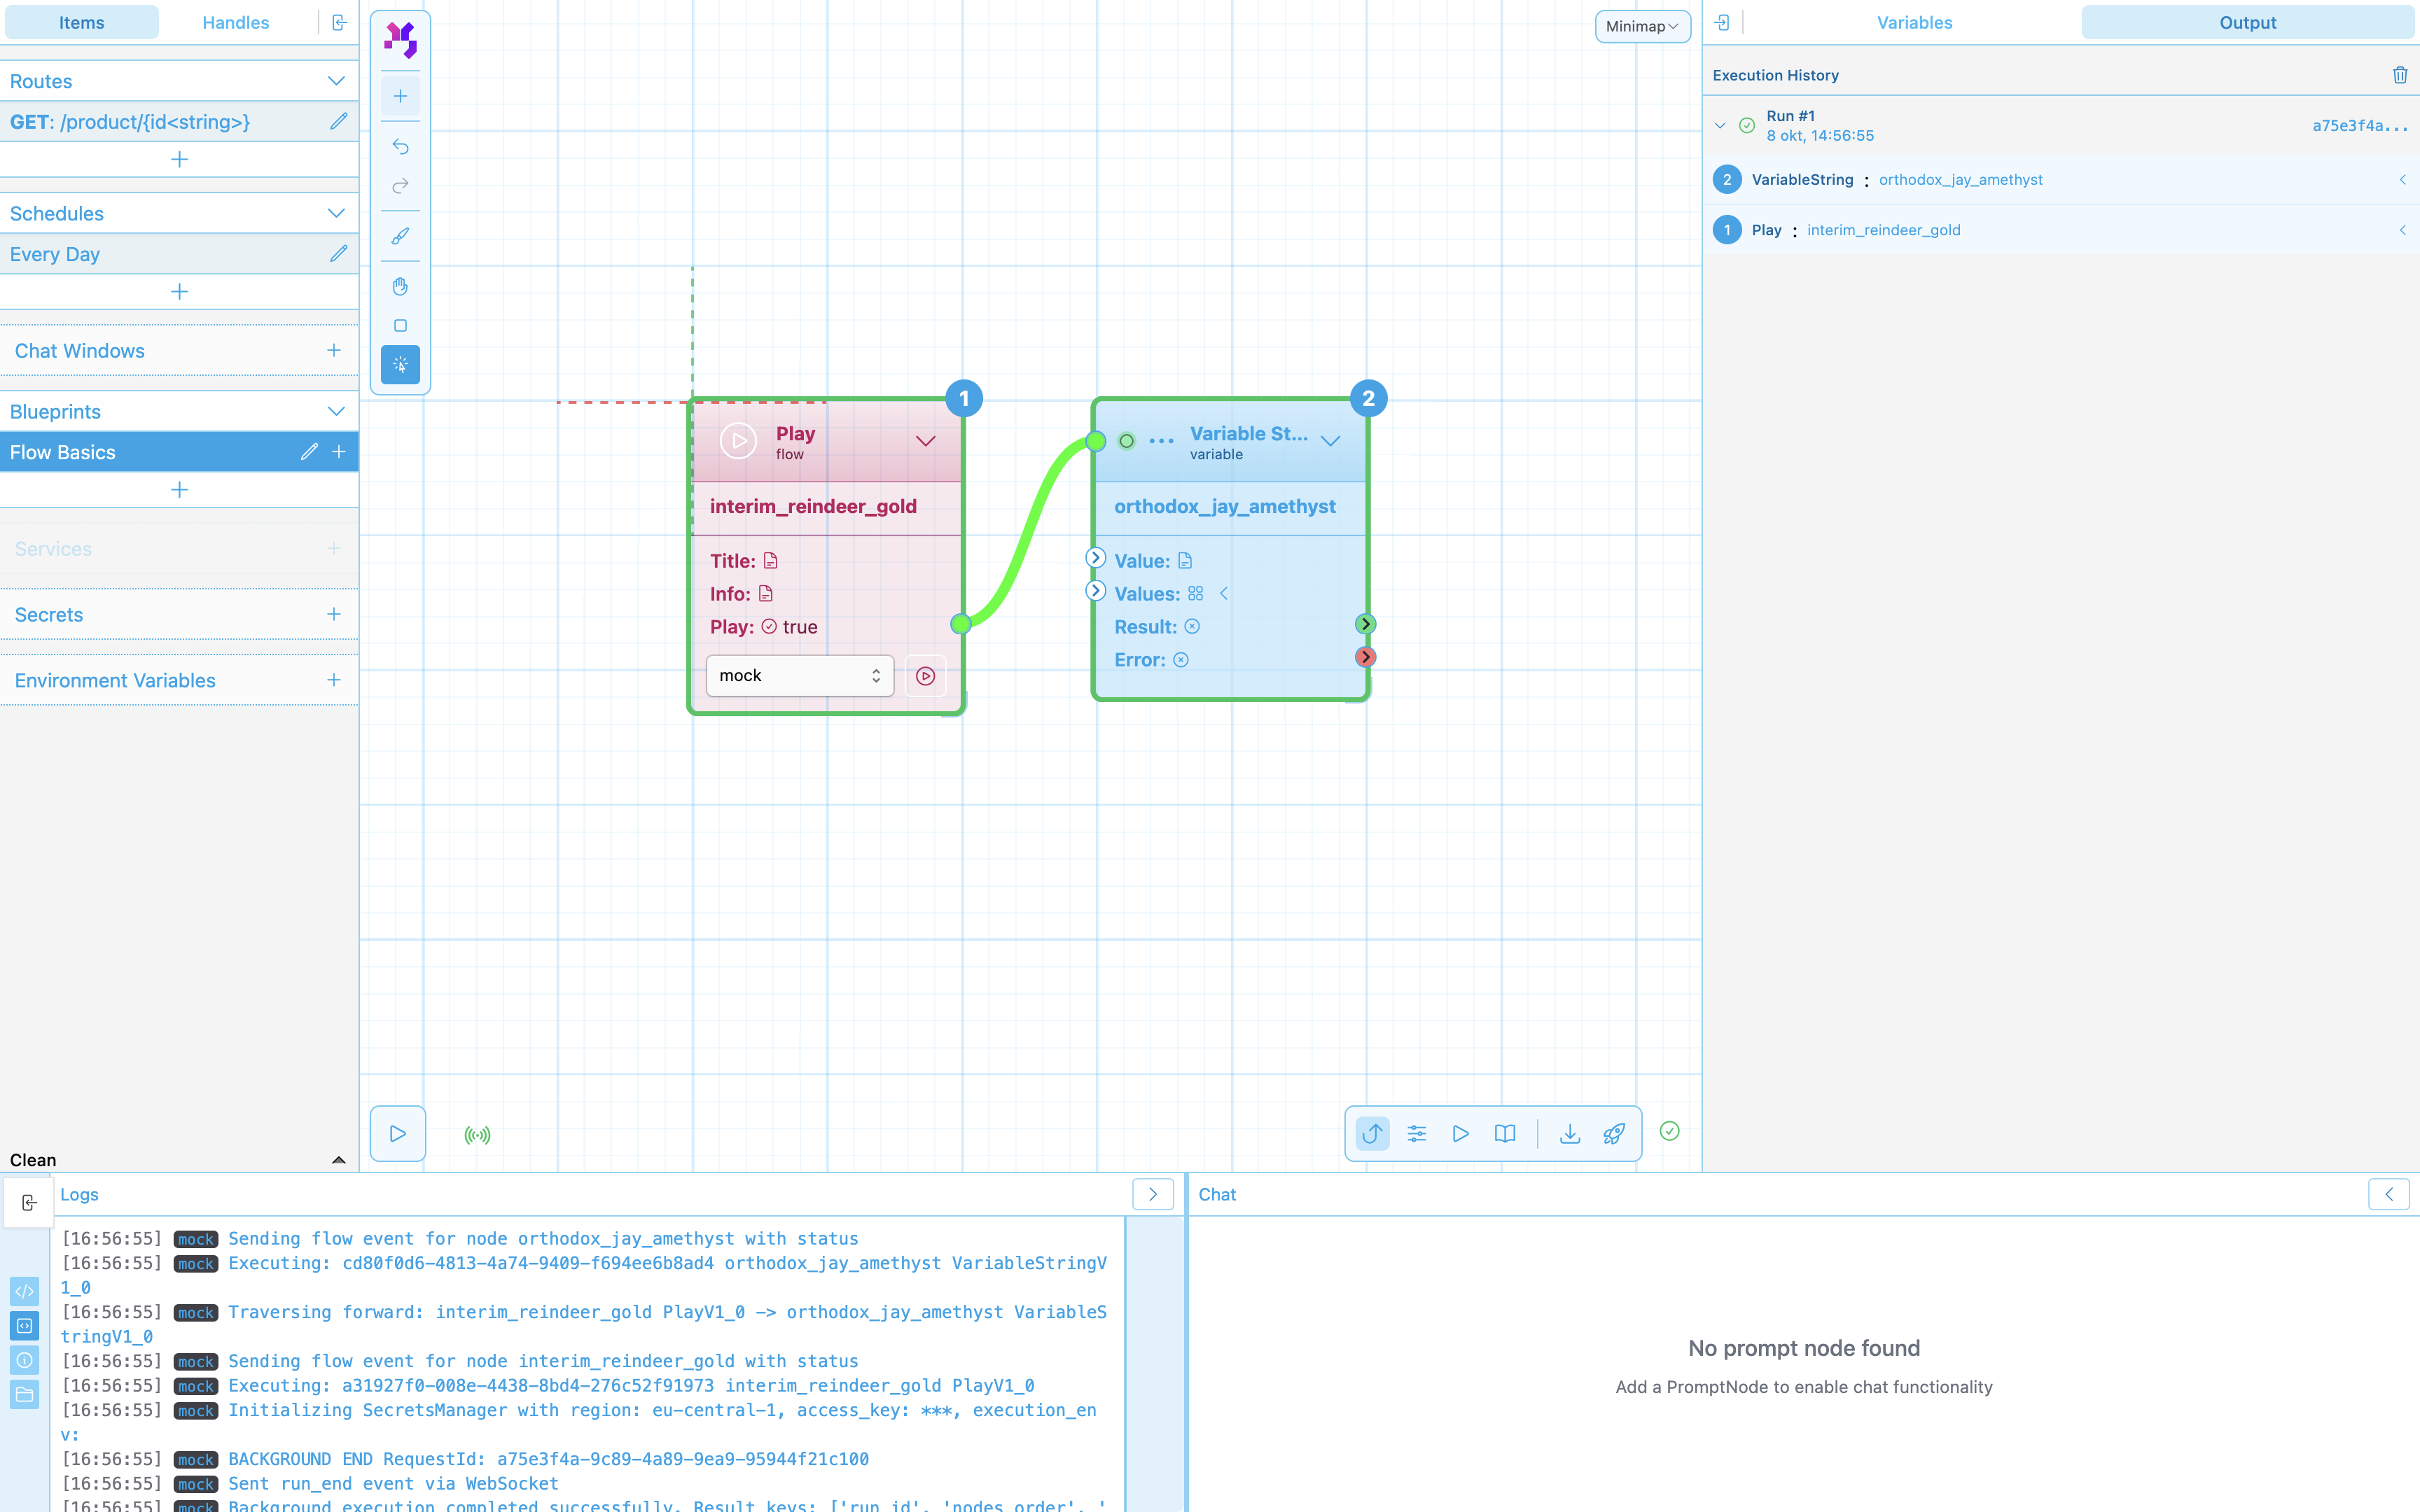 Items
Handles
Routes
GET: /product/{id<string>}
Schedules
Every Day
Chat Windows
Blueprints
Flow Basics
Services
Secrets
Environment Variables
Clean
Minimap
1
Play
flow
interim_reindeer_gold
Title:
Info:
Play: true
mock
2
Variable St...
variable
orthodox_jay_amethyst
Value:
Values:
Result:
Error:
Variables
Output
Execution History
Run #1
8 okt, 14:56:55
a75e3f4a...
2 VariableString : orthodox_jay_amethyst
1 Play : interim_reindeer_gold
Logs
[16:56:55] mock Sending flow event for node orthodox_jay_amethyst with status
[16:56:55] mock Executing: cd80f0d6-4813-4a74-9409-f694ee6b8ad4 orthodox_jay_amethyst VariableStringV
1_0
[16:56:55] mock Traversing forward: interim_reindeer_gold PlayV1_0 -> orthodox_jay_amethyst VariableS
tringV1_0
[16:56:55] mock Sending flow event for node interim_reindeer_gold with status
[16:56:55] mock Executing: a31927f0-008e-4438-8bd4-276c52f91973 interim_reindeer_gold PlayV1_0
[16:56:55] mock Initializing SecretsManager with region: eu-central-1, access_key: ***, execution_en
v:
[16:56:55] mock BACKGROUND END RequestId: a75e3f4a-9c89-4a89-9ea9-95944f21c100
[16:56:55] mock Sent run_end event via WebSocket
[16:56:55] mock Background execution completed successfully. Result keys: ['run_id', 'nodes_order', '
Chat
No prompt node found
Add a PromptNode to enable chat functionality